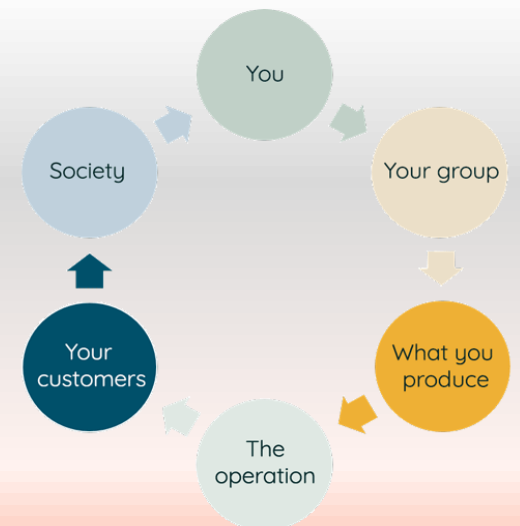 You
Your group
What you
produce
The
operation
Your
customers
Society